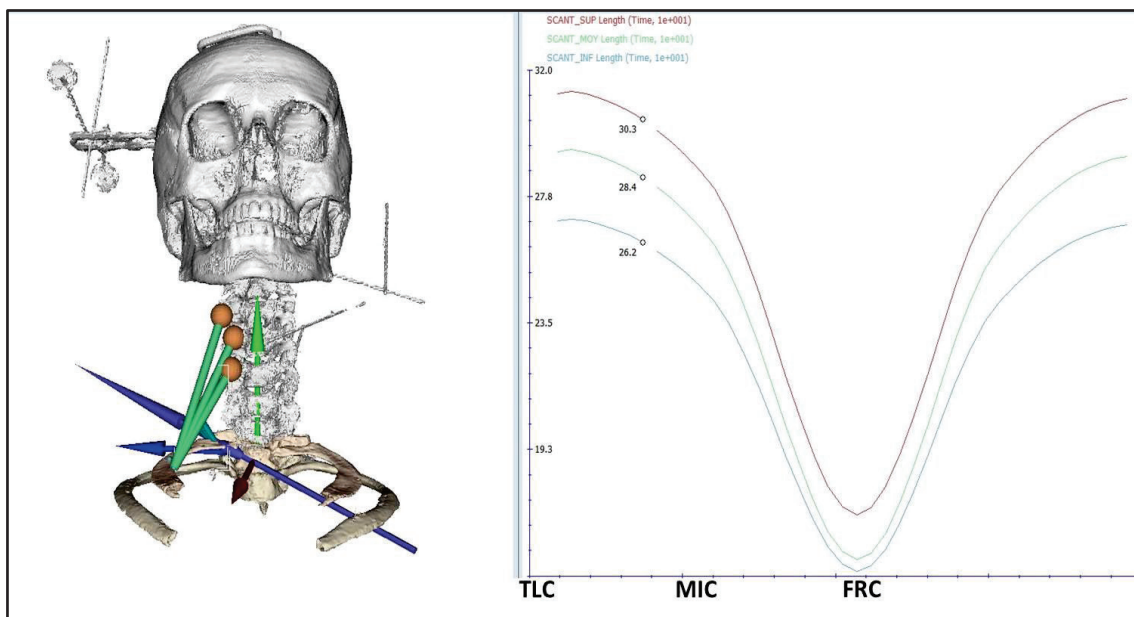 SCANT_SUP Length (Time, 1e+001)
SCANT_MOY Length (Time, 1e+001)
SCANT_INF Length (Time, 1e+001)
32.0
30.3
28.4
27.8
26.2
23.5
19.3
TLC MIC FRC